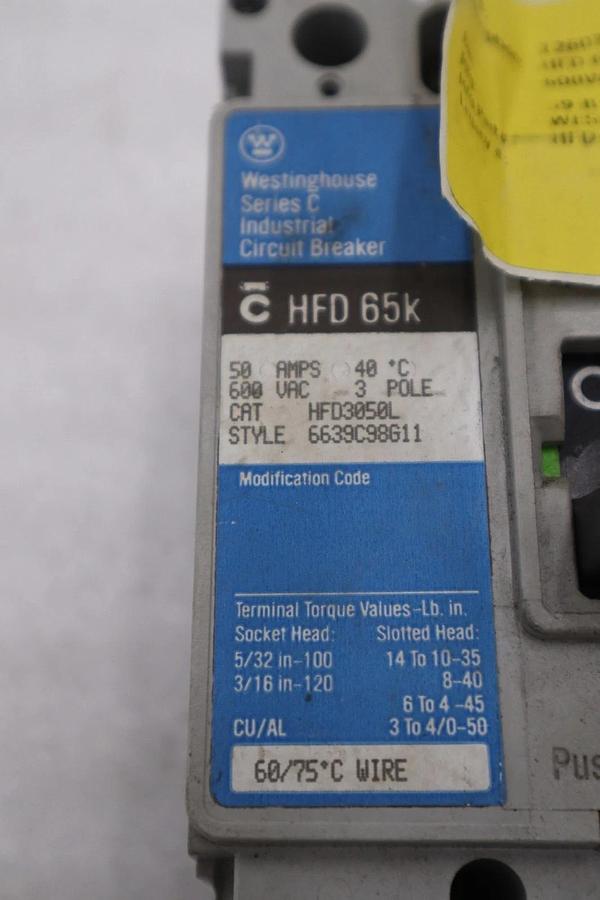 W
Westinghouse
Series C
Industrial
Circuit Breaker
C HFD 65k
50 AMPS 40 °C
600 VAC 3 POLE
CAT HFD3050L
STYLE 6639C98G11
Modification Code
Terminal Torque Values-Lb. in.
Socket Head: Slotted Head:
5/32 in-100 14 To 10-35
3/16 in-120 8-40
6 To 4 -45
CU/AL 3 To 4/0-50
60/75°C WIRE
Pus